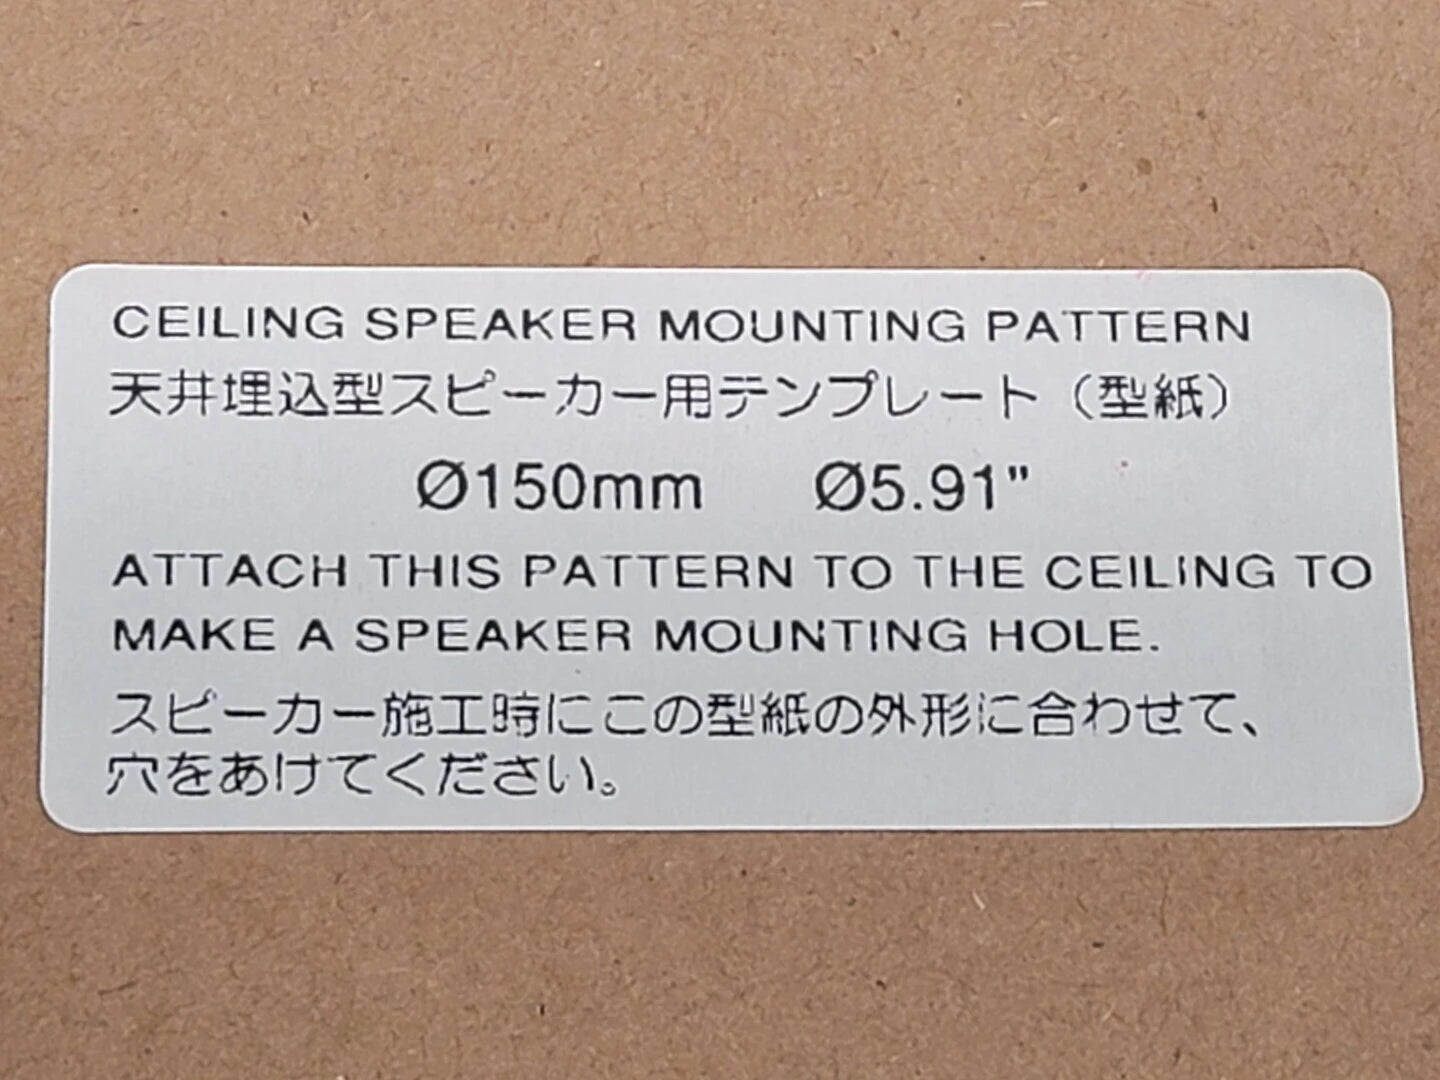 CEILING SPEAKER MOUNTING PATTERN
天井埋込型スピーカー用テンプレート（型紙）
Ø150mm Ø5.91"
ATTACH THIS PATTERN TO THE CEILING TO
MAKE A SPEAKER MOUNTING HOLE.
スピーカー施工時にこの型紙の外形に合わせて、
穴をあけてください。